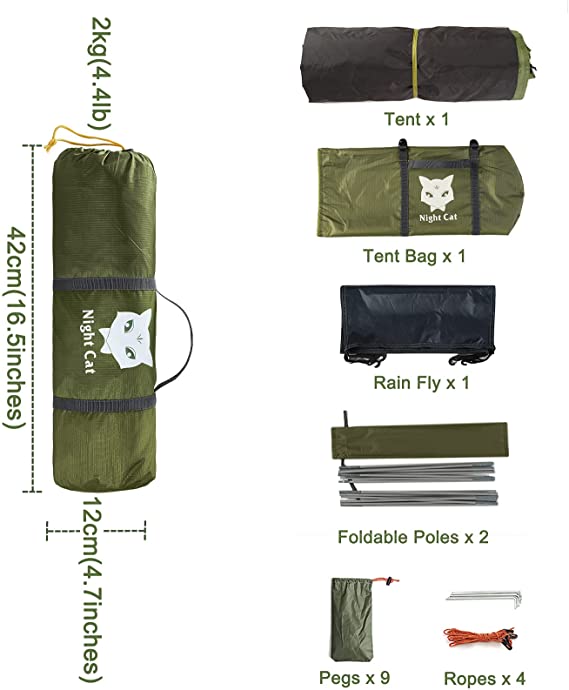 2kg(4.4lb)
42cm(16.5inches)
Night Cat
12cm(4.7inches)
Tent x 1
Night Cat
Tent Bag x 1
Rain Fly x 1
Foldable Poles x 2
Pegs x 9
Ropes x 4